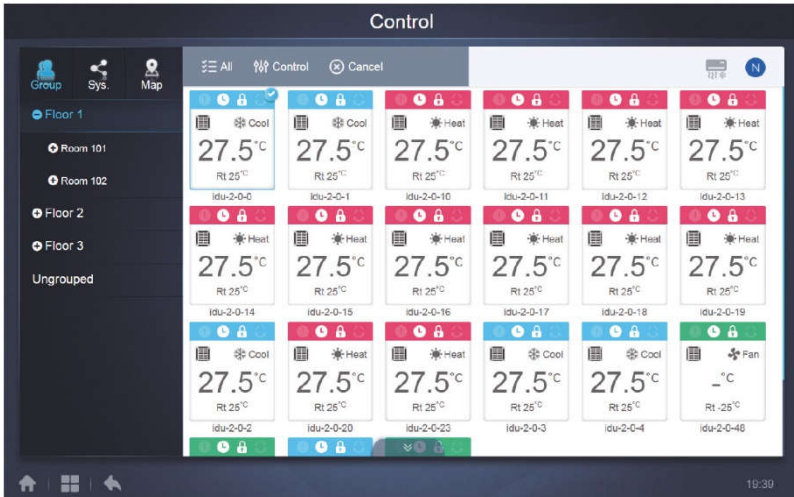 Control
Group Sys. Map
All Control Cancel
N
Floor 1
Room 101
Room 102
Floor 2
Floor 3
Ungrouped
Cool Cool Heat Heat Heat Heat
27.5°C 27.5°C 27.5°C 27.5°C 27.5°C 27.5°C
Rt 25°C Rt 25°C Rt 25°C Rt 25°C Rt 25°C Rt 25°C
idu-2-0-0 idu-2-0-1 idu-2-0-10 idu-2-0-11 idu-2-0-12 idu-2-0-13
Heat Heat Heat Heat Heat Heat
27.5°C 27.5°C 27.5°C 27.5°C 27.5°C 27.5°C
Rt 25°C Rt 25°C Rt 25°C Rt 25°C Rt 25°C Rt 25°C
idu-2-0-14 idu-2-0-15 idu-2-0-16 idu-2-0-17 idu-2-0-18 idu-2-0-19
Cool Heat Heat Cool Cool Fan
27.5°C 27.5°C 27.5°C 27.5°C 27.5°C _°C
Rt 25°C Rt 25°C Rt 25°C Rt 25°C Rt 25°C Rt -25°C
idu-2-0-2 idu-2-0-20 idu-2-0-23 idu-2-0-3 idu-2-0-4 idu-2-0-48
19:39